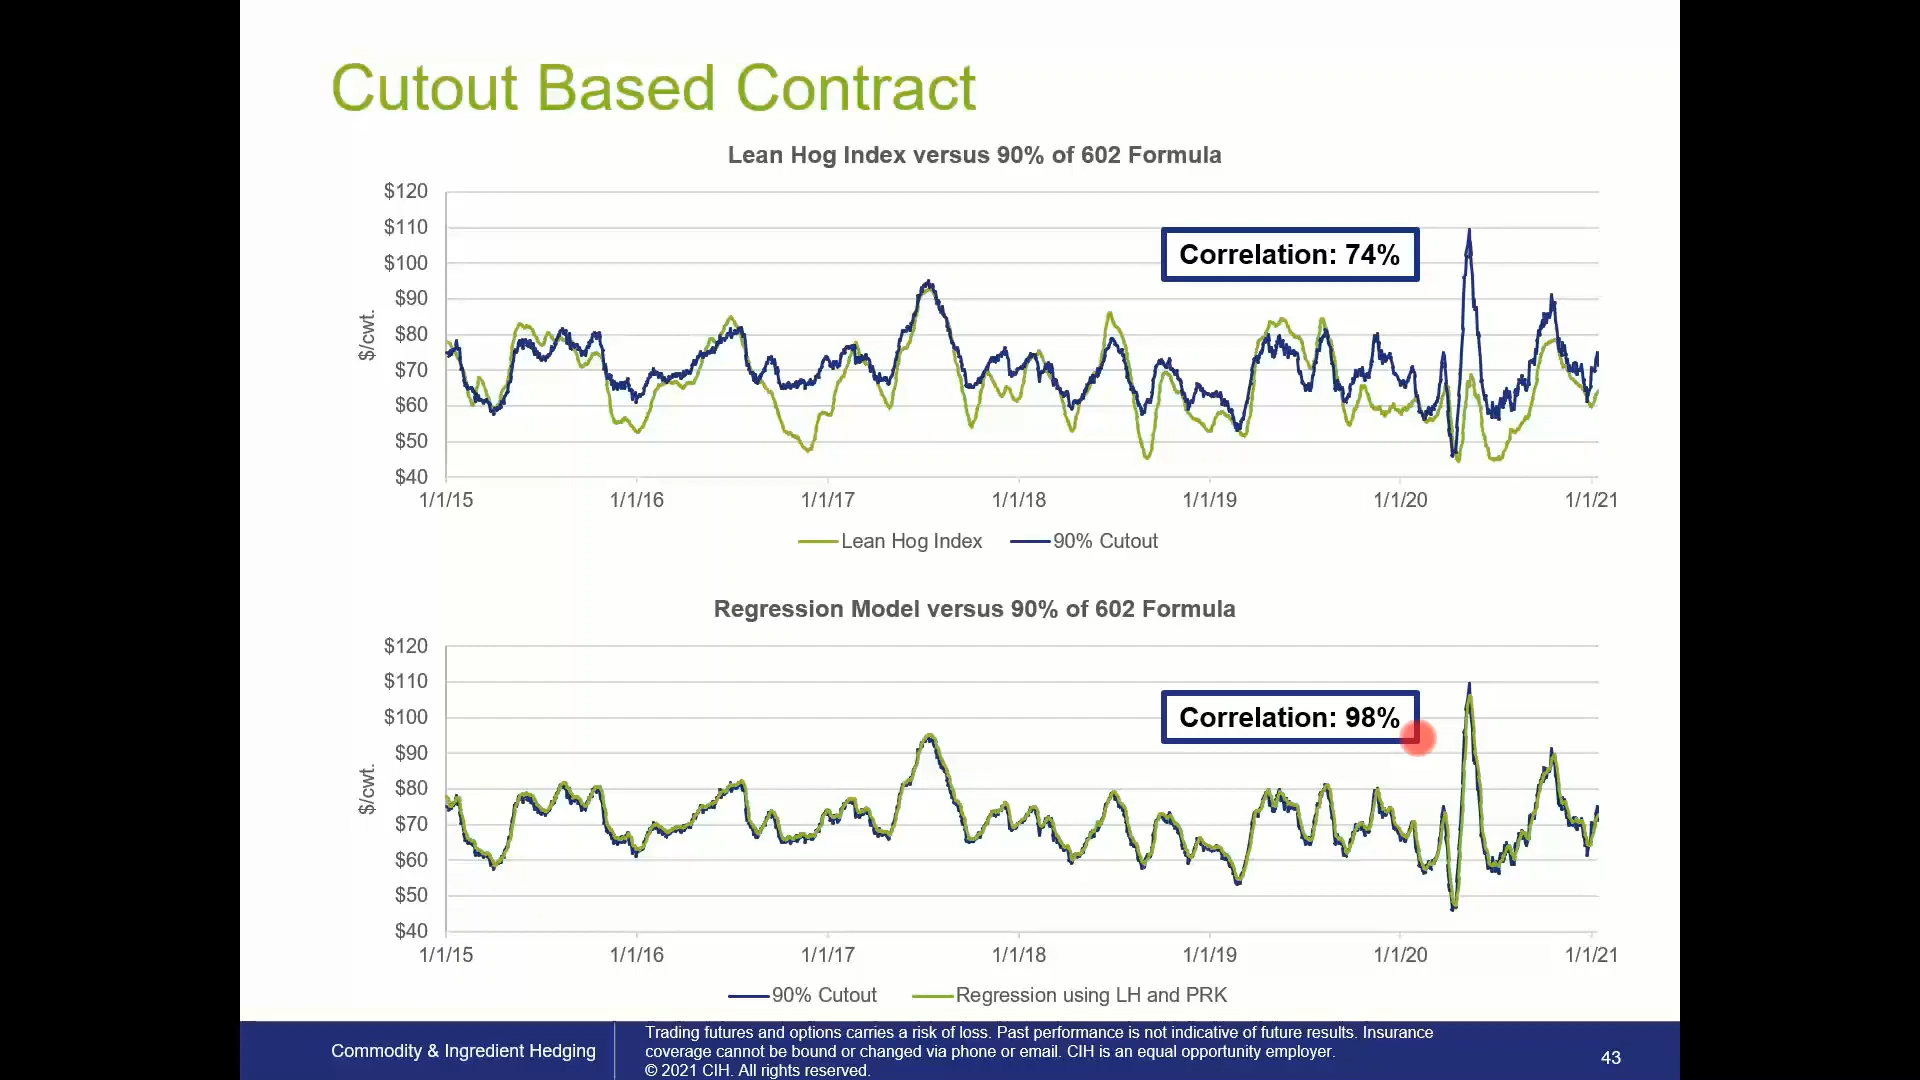 Cutout Based Contract
Lean Hog Index versus 90% of 602 Formula
$120
$110
$100
$90
$80
$70
$60
$50
$40
$/cwt.
Correlation: 74%
1/1/15 1/1/16 1/1/17 1/1/18 1/1/19 1/1/20 1/1/21
Lean Hog Index 90% Cutout
Regression Model versus 90% of 602 Formula
$120
$110
$100
$90
$80
$70
$60
$50
$40
$/cwt.
Correlation: 98%
1/1/15 1/1/16 1/1/17 1/1/18 1/1/19 1/1/20 1/1/21
90% Cutout Regression using LH and PRK
Commodity & Ingredient Hedging
Trading futures and options carries a risk of loss. Past performance is not indicative of future results. Insurance
coverage cannot be bound or changed via phone or email. CIH is an equal opportunity employer.
© 2021 CIH. All rights reserved.
43